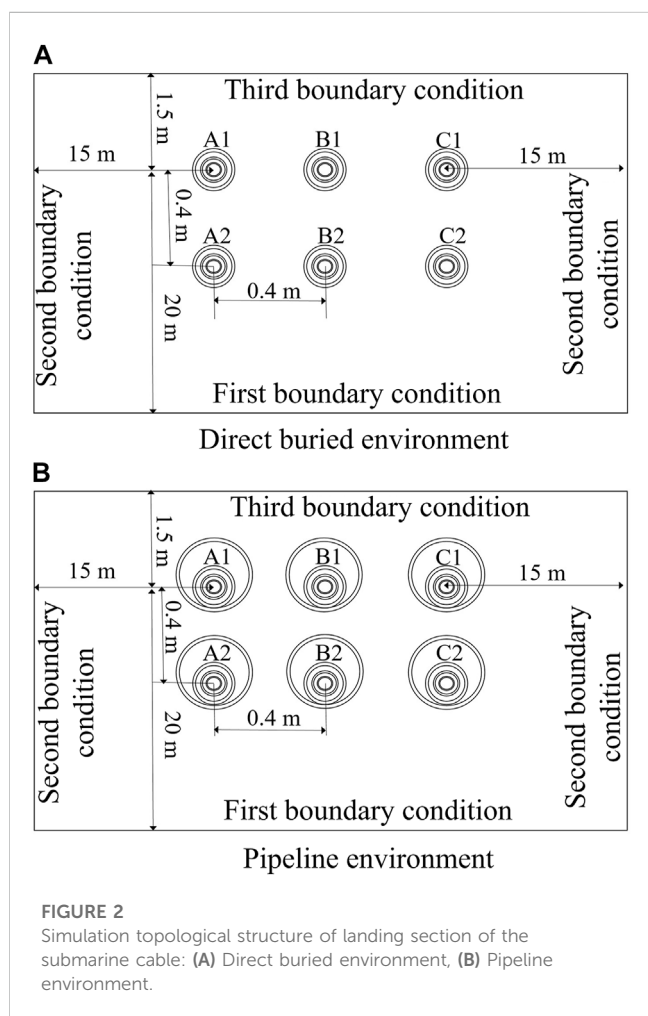 A
Third boundary condition
1.5 m
A1
B1
C1
15 m
15 m
0.4 m
Second boundary
condition
A2
B2
C2
Second boundary
condition
0.4 m
20 m
First boundary condition
Direct buried environment
B
Third boundary condition
1.5 m
A1
B1
C1
15 m
15 m
0.4 m
Second boundary
condition
A2
B2
C2
Second boundary
condition
0.4 m
20 m
First boundary condition
Pipeline environment
FIGURE 2
Simulation topological structure of landing section of the
submarine cable: (A) Direct buried environment, (B) Pipeline
environment.